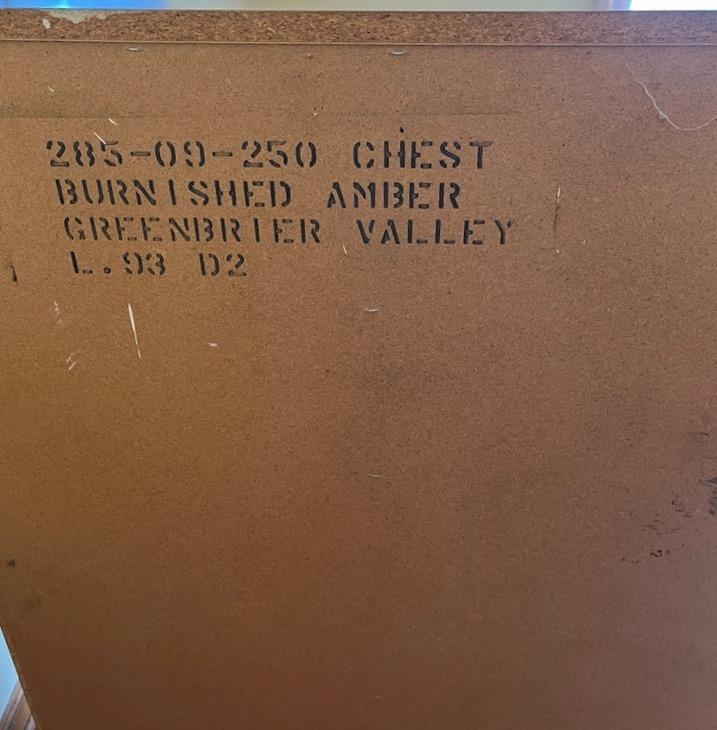 285-09-250 CHEST
BURNISHED AMBER
GREENBRIER VALLEY
L.93 D2